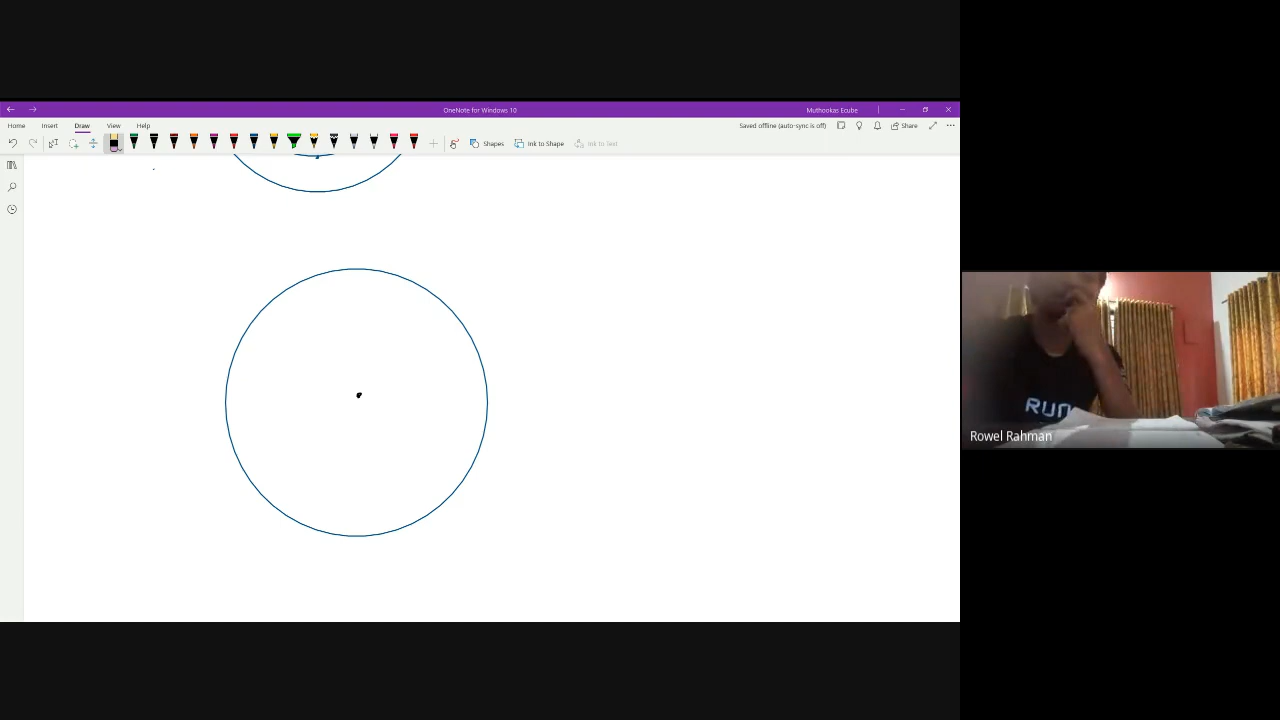 OneNote for Windows 10
Muthookas Ecube
Home Insert Draw View Help
Saved offline (auto-sync is off)
Share
Shapes
Ink to Shape
Ink to Text
RUN
Rowel Rahman